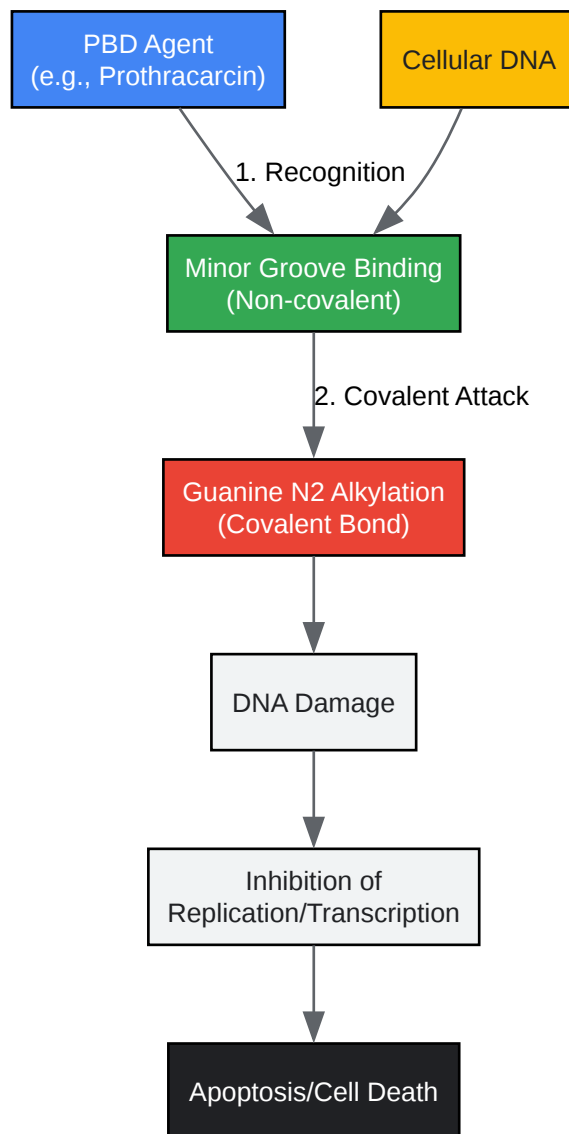 PBD Agent
(e.g., Prothracarcin)
Cellular DNA
1. Recognition
Minor Groove Binding
(Non-covalent)
2. Covalent Attack
Guanine N2 Alkylation
(Covalent Bond)
DNA Damage
Inhibition of
Replication/Transcription
Apoptosis/Cell Death